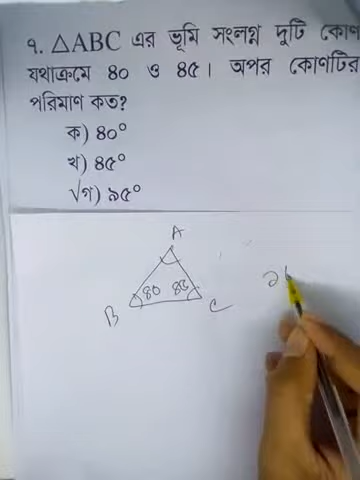 ৭. △ABC এর ভূমি সংলগ্ন দুটি কোণ
যথাক্রমে ৪০ ও ৪৫। অপর কোণটির
পরিমাণ কত?
ক) ৪০°
খ) ৪৫°
√গ) ৯৫°
A
৪০ ৪৫
B C